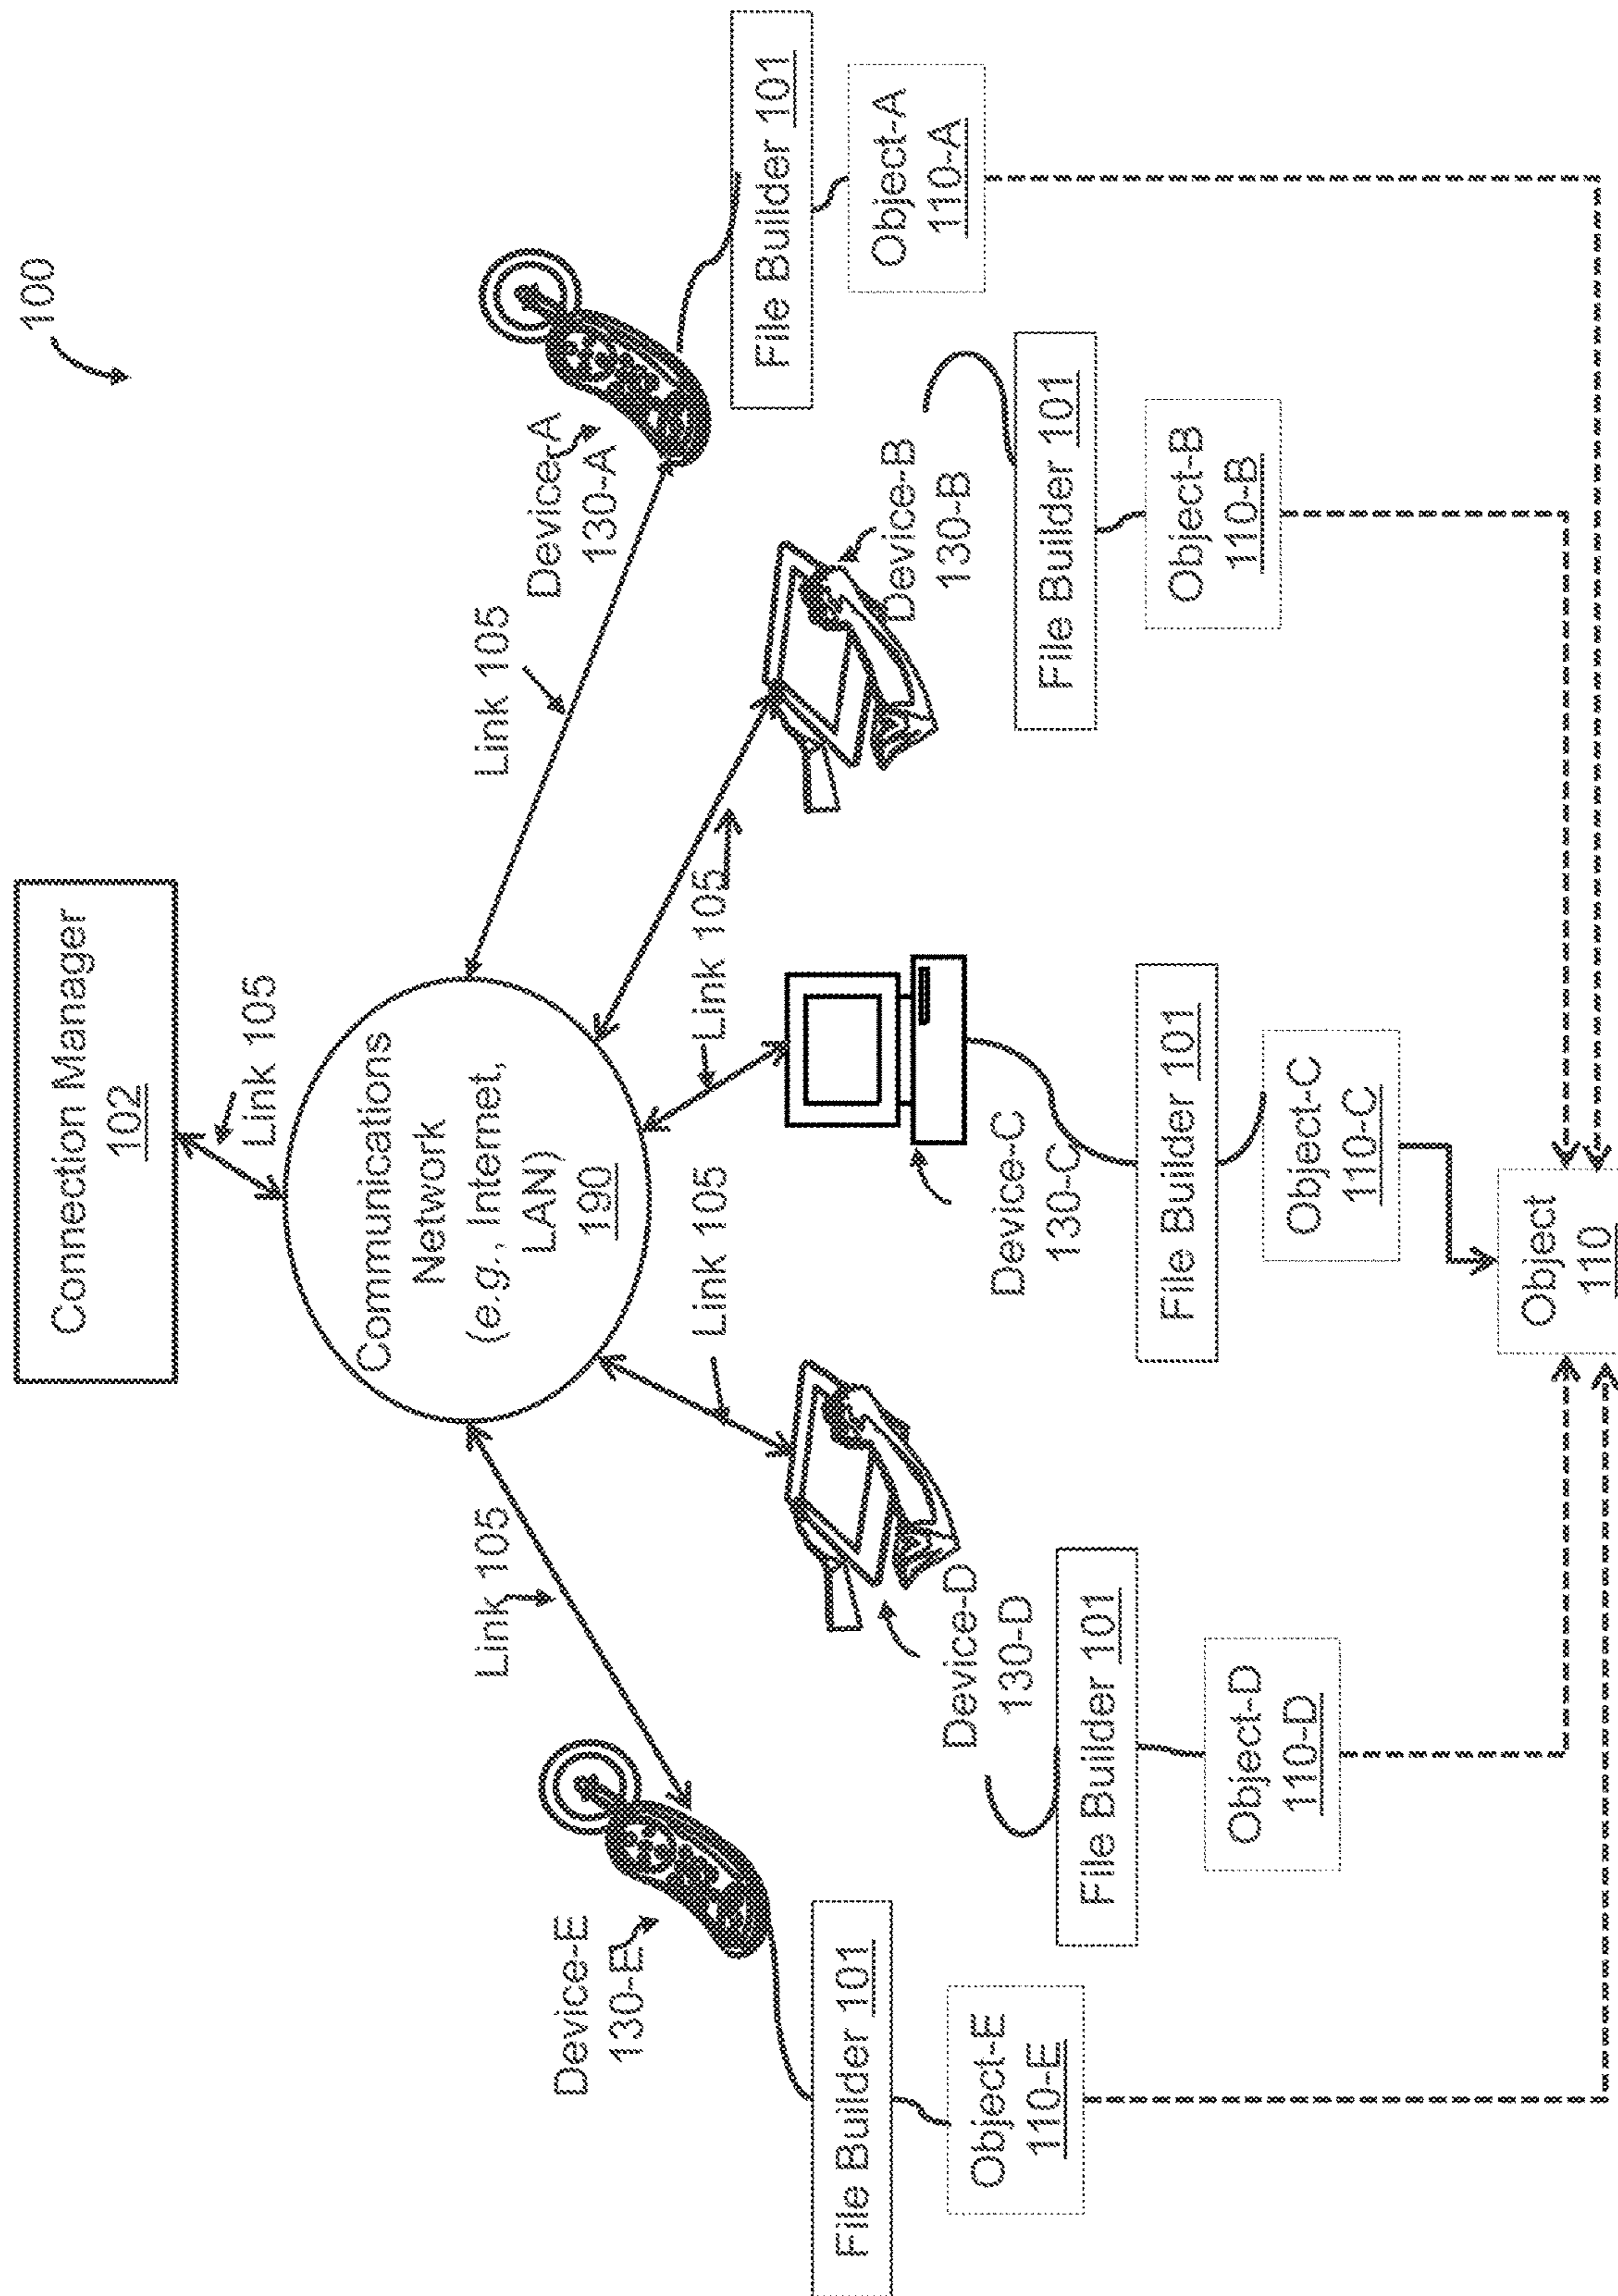 100
Connection Manager
102
Link 105
Communications
Network
(e.g., Internet,
LAN)
190
Link 105
Link 105
Link 105
Link 105
Link 105
Device-E
130-E
File Builder 101
Object-E
110-E
Device-D
130-D
File Builder 101
Object-D
110-D
Device-C
130-C
File Builder 101
Object-C
110-C
Device-B
130-B
File Builder 101
Object-B
110-B
Device-A
130-A
File Builder 101
Object-A
110-A
Object
110